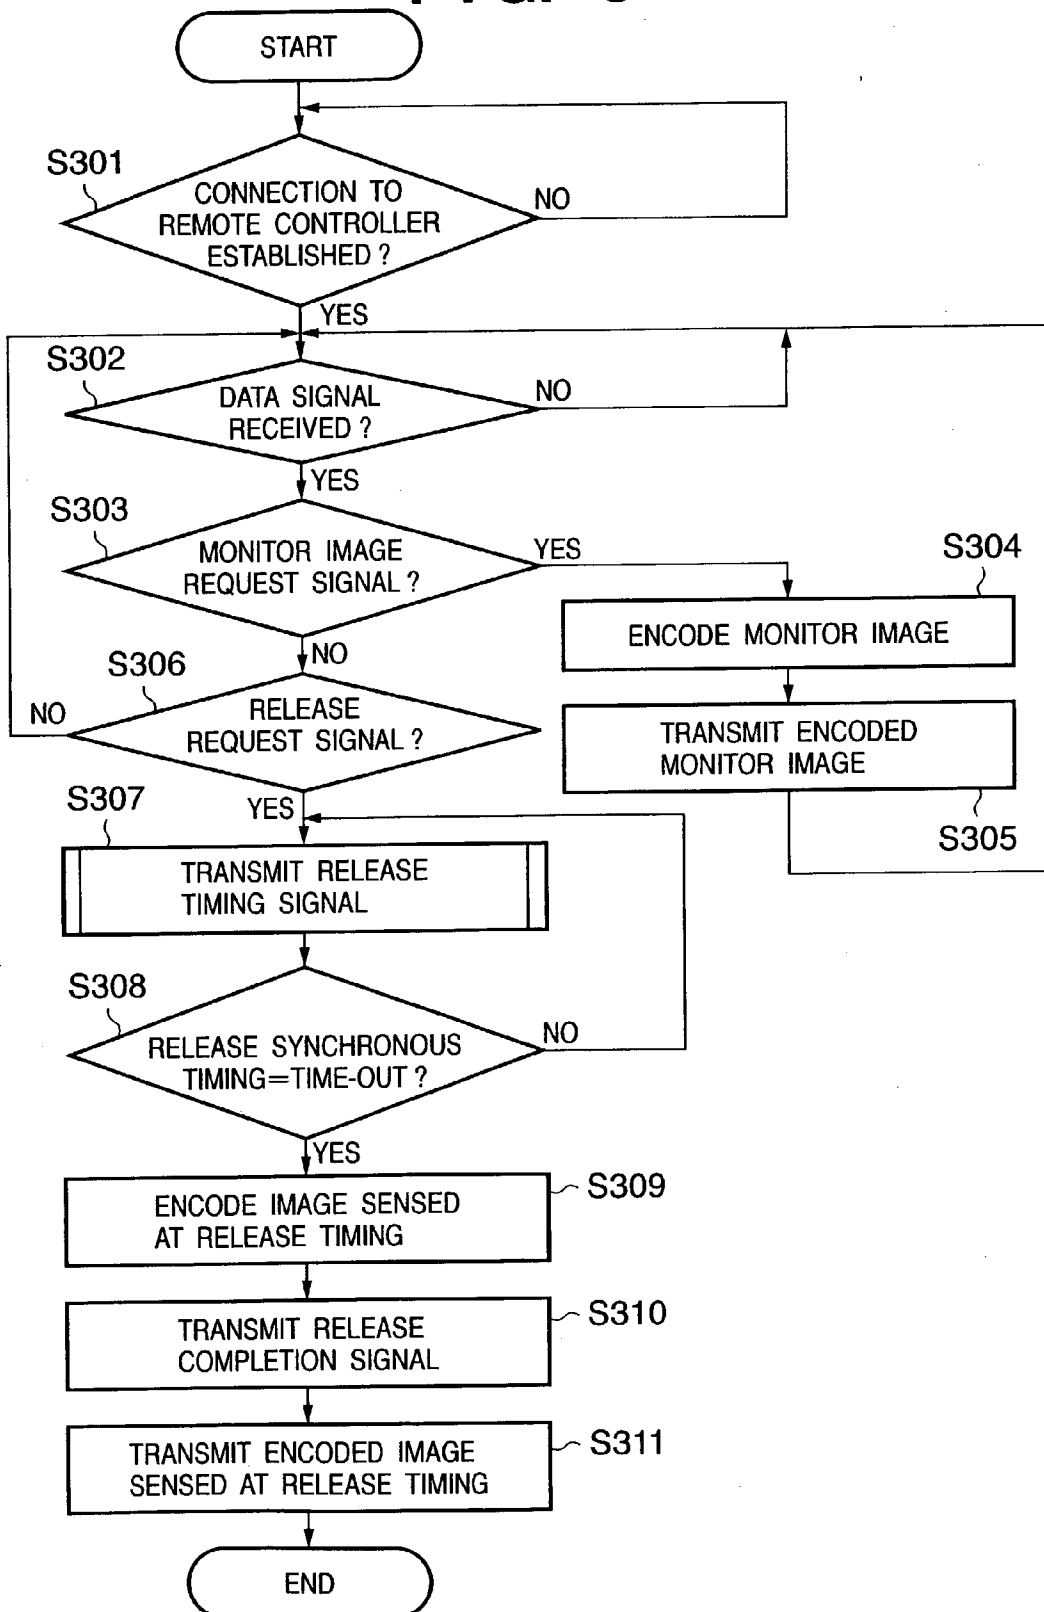 START
S301
CONNECTION TO
REMOTE CONTROLLER
ESTABLISHED ?
NO
YES
S302
DATA SIGNAL
RECEIVED ?
NO
YES
S303
MONITOR IMAGE
REQUEST SIGNAL ?
YES
S304
ENCODE MONITOR IMAGE
NO
S306
RELEASE
REQUEST SIGNAL ?
NO
TRANSMIT ENCODED
MONITOR IMAGE
S305
YES
S307
TRANSMIT RELEASE
TIMING SIGNAL
S308
RELEASE SYNCHRONOUS
TIMING=TIME-OUT ?
NO
YES
ENCODE IMAGE SENSED
AT RELEASE TIMING
S309
TRANSMIT RELEASE
COMPLETION SIGNAL
S310
TRANSMIT ENCODED IMAGE
SENSED AT RELEASE TIMING
S311
END